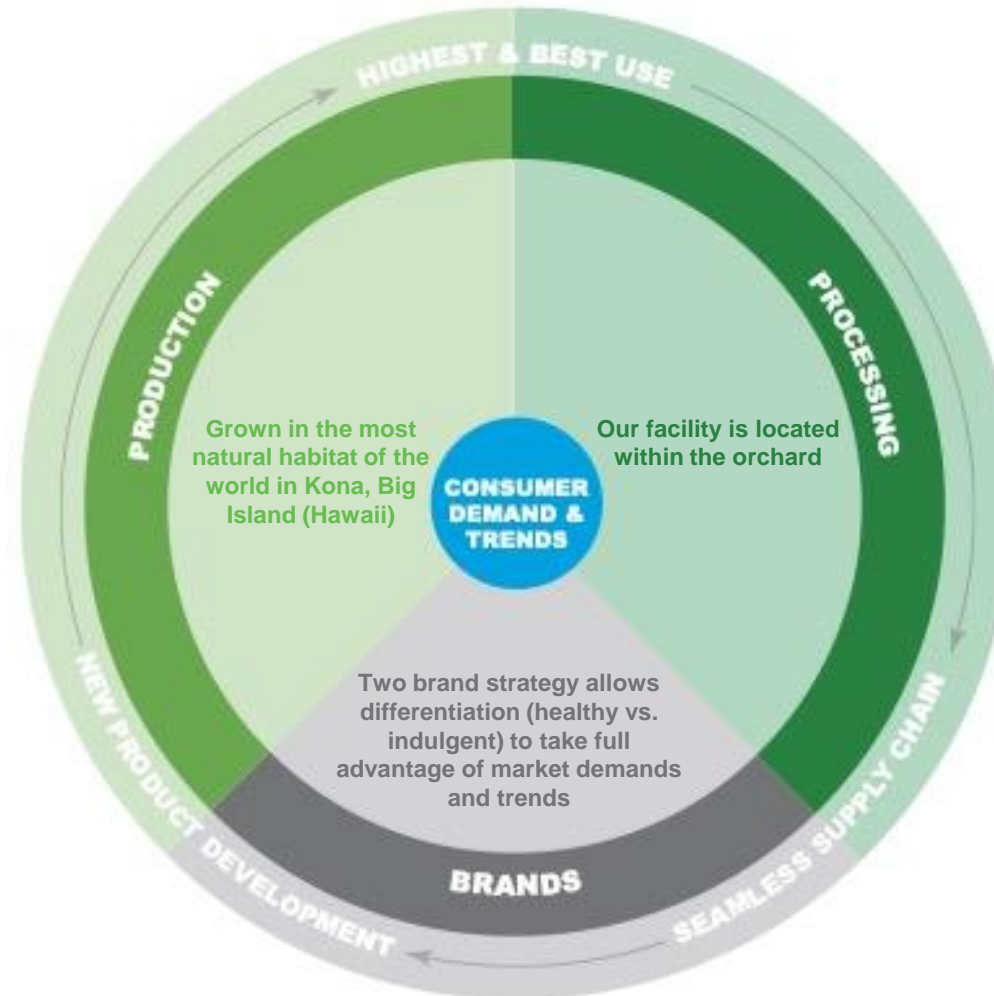 HIGHEST & BEST USE
PRODUCTION
PROCESSING
Grown in the most
natural habitat of the
world in Kona, Big
Island (Hawaii)
Our facility is located
within the orchard
CONSUMER
DEMAND &
TRENDS
Two brand strategy allows
differentiation (healthy vs.
indulgent) to take full
advantage of market demands
and trends
BRANDS
NEW PRODUCT DEVELOPMENT
SEAMLESS SUPPLY CHAIN